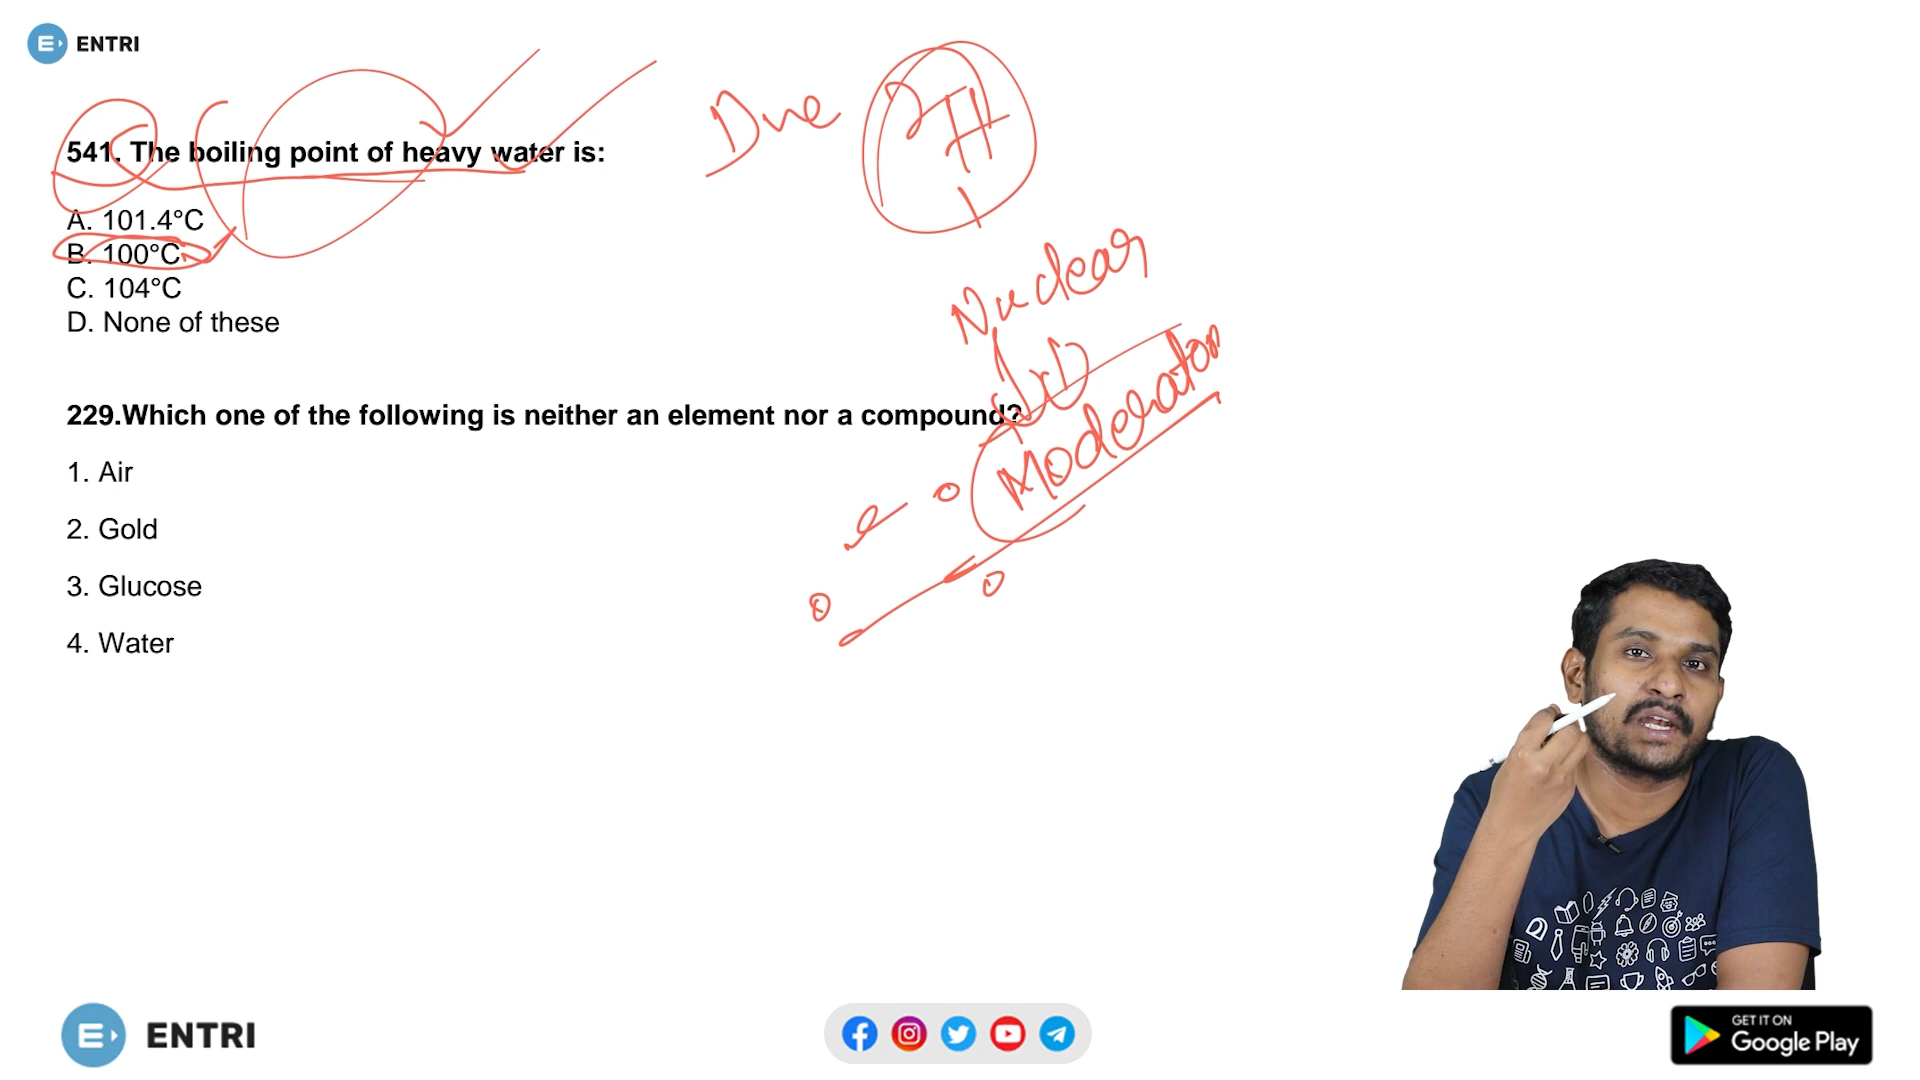 ENTRI
541. The boiling point of heavy water is:
A. 101.4°C
B. 100°C
C. 104°C
D. None of these
229.Which one of the following is neither an element nor a compound?
1. Air
2. Gold
3. Glucose
4. Water
Nuclear
Moderator
ENTRI
GET IT ON
Google Play